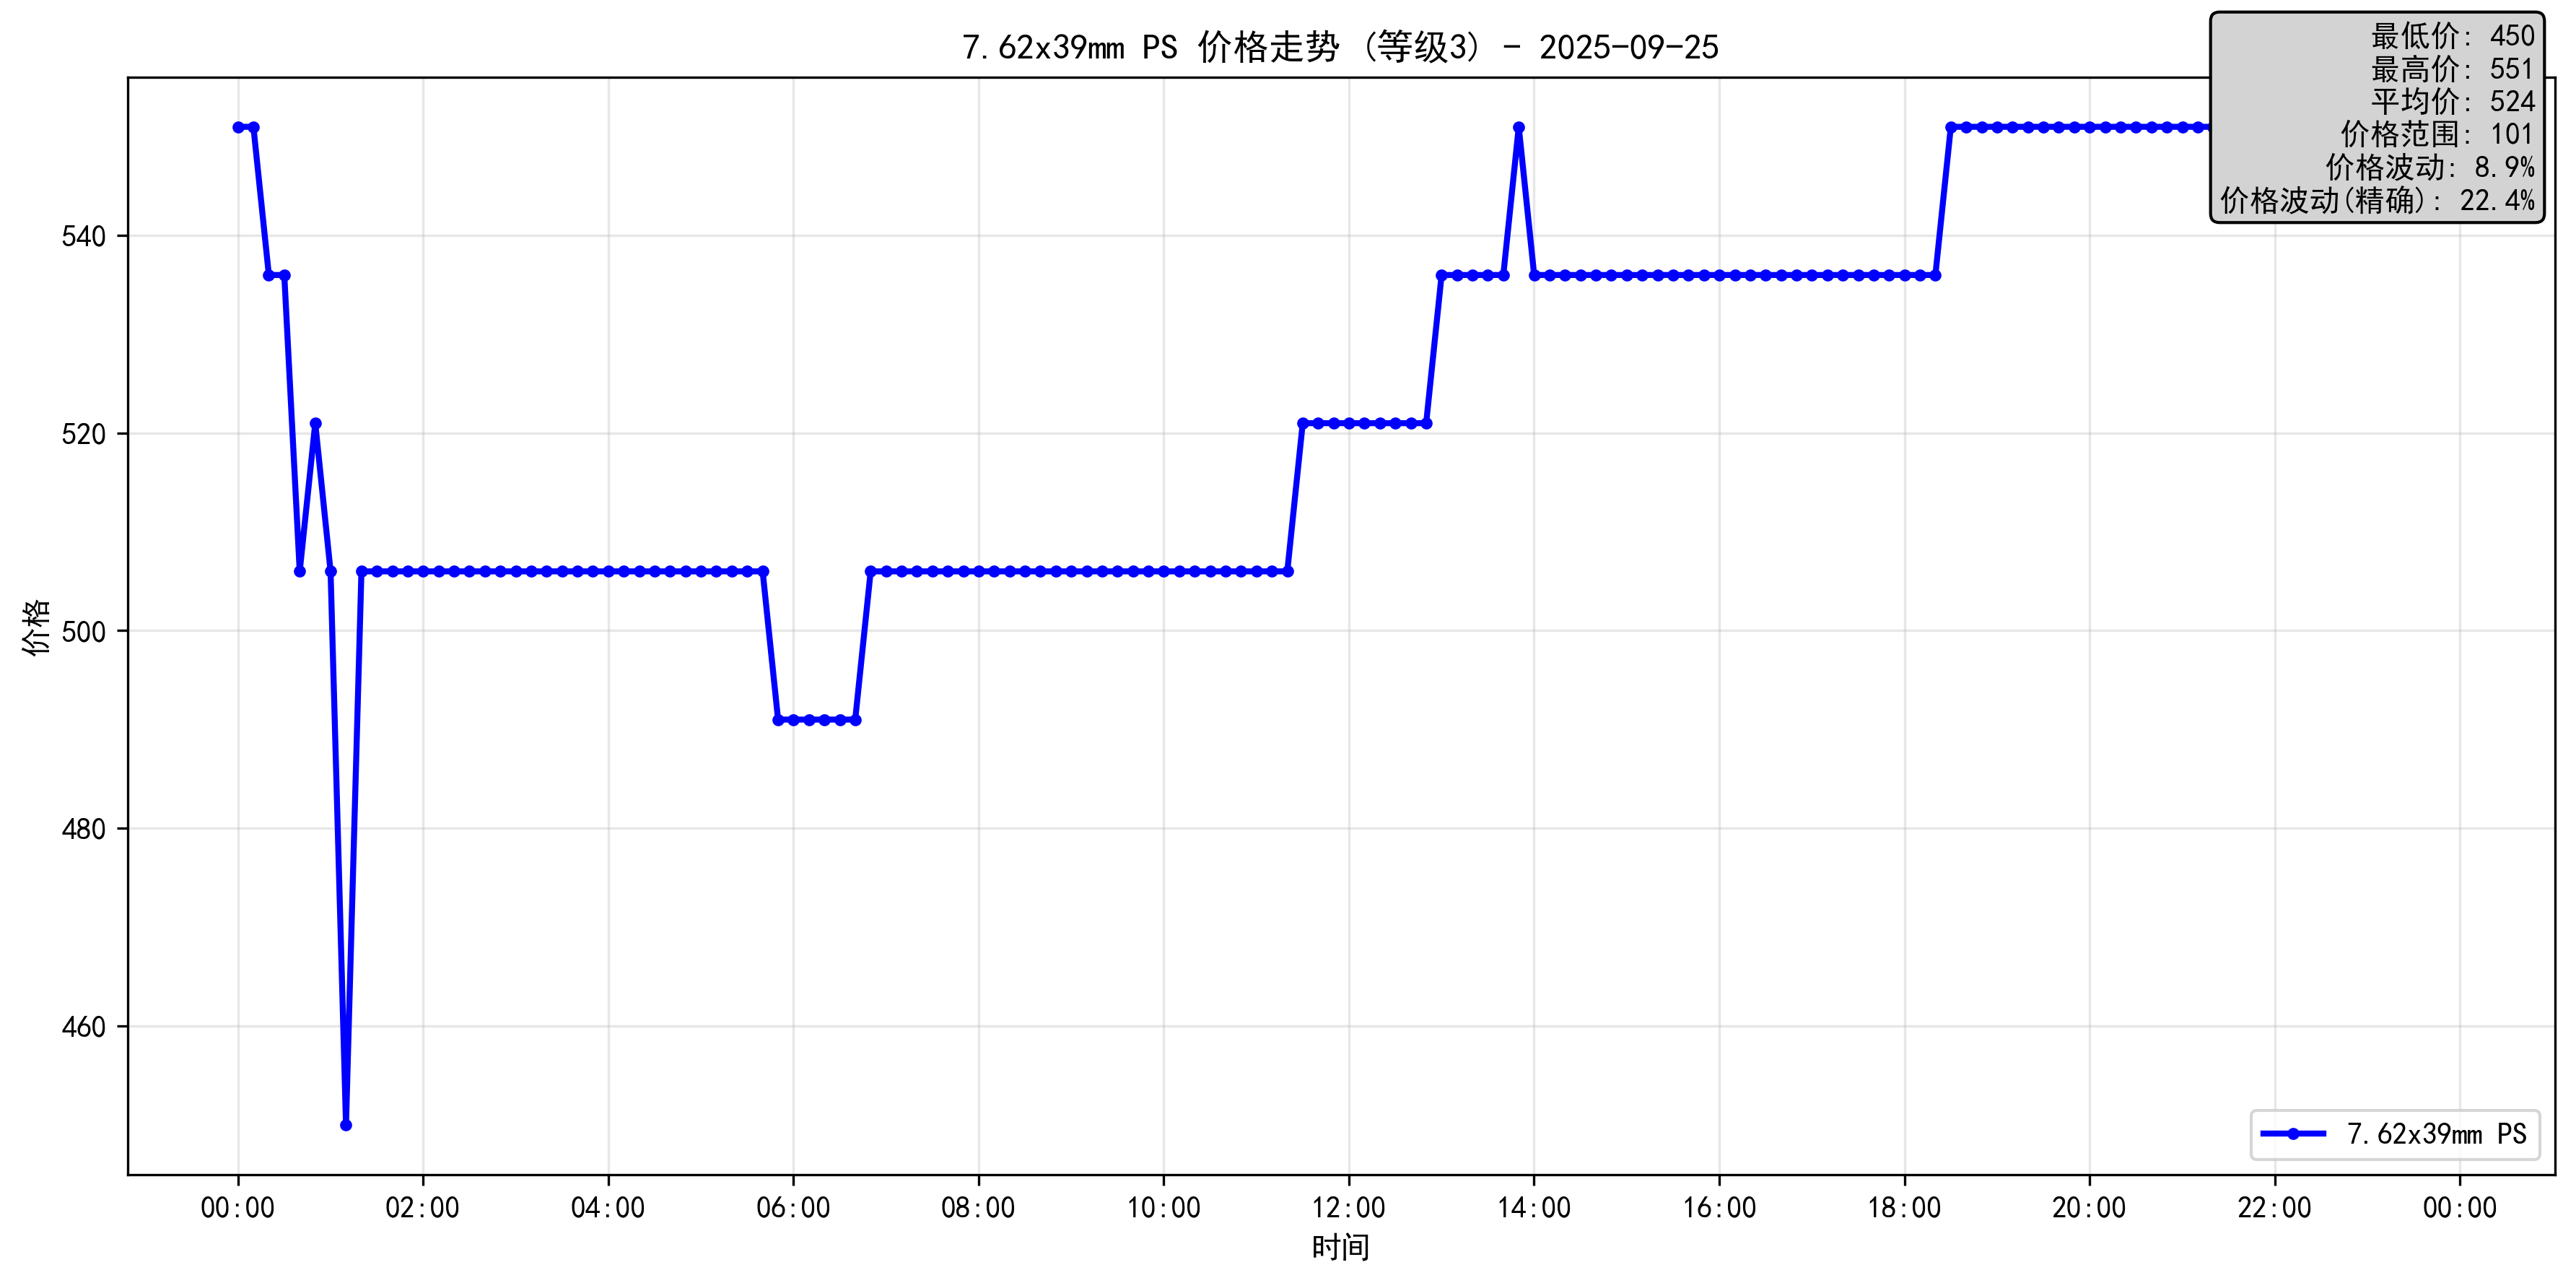 7.62x39mm PS 价格走势 (等级3) - 2025-09-25
最低价: 450
最高价: 551
平均价: 524
价格范围: 101
价格波动: 8.9%
价格波动(精确): 22.4%
价格
540
520
500
480
460
00:00 02:00 04:00 06:00 08:00 10:00 12:00 14:00 16:00 18:00 20:00 22:00 00:00
时间
7.62x39mm PS